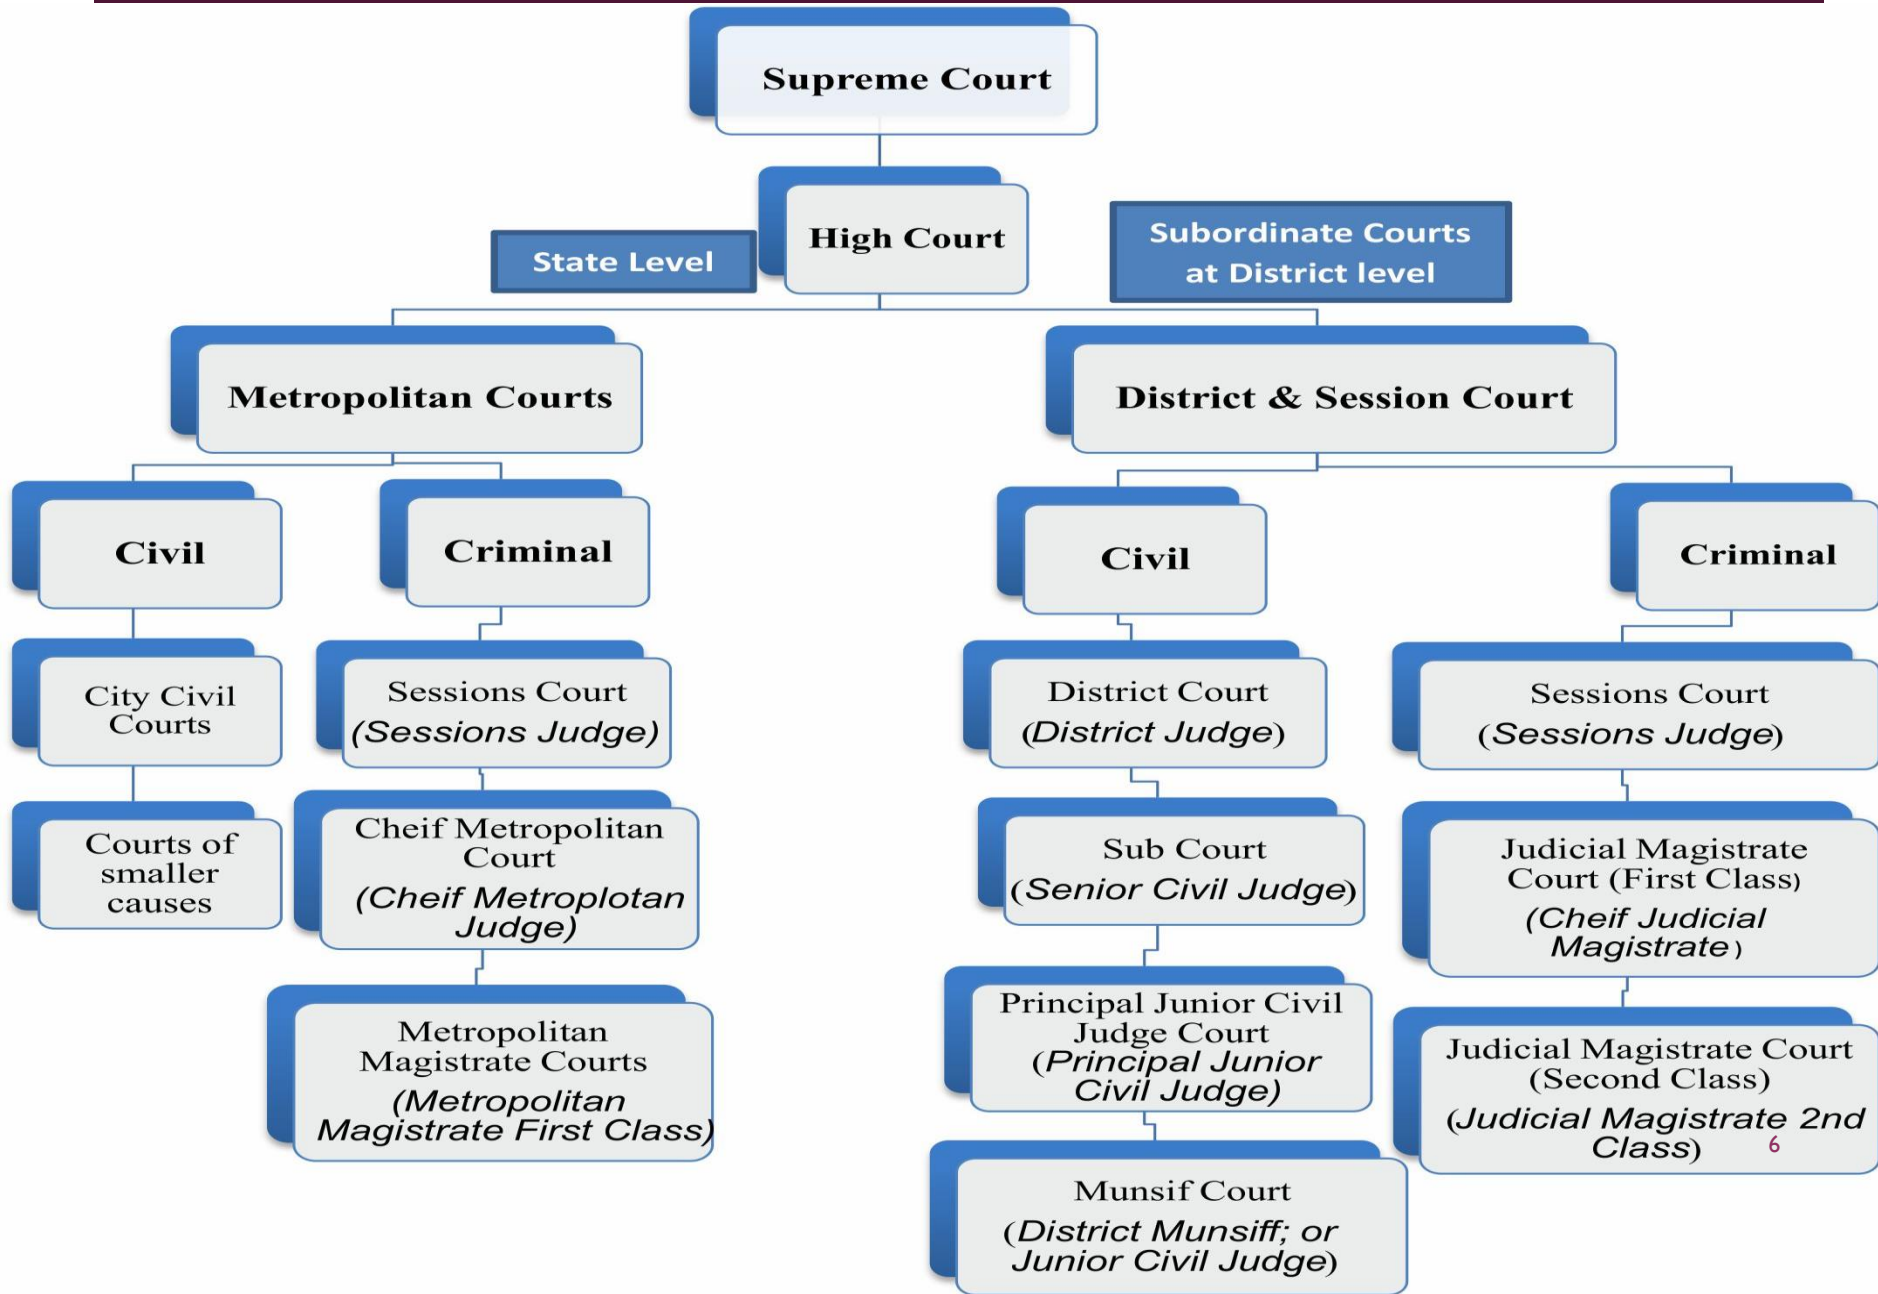 Supreme Court
High Court
State Level
Subordinate Courts
at District level
Metropolitan Courts
District & Session Court
Civil
Criminal
Civil
Criminal
City Civil
Courts
Courts of
smaller
causes
Sessions Court
(Sessions Judge)
Cheif Metropolitan
Court
(Cheif Metroplotan
Judge)
Metropolitan
Magistrate Courts
(Metropolitan
Magistrate First Class)
District Court
(District Judge)
Sub Court
(Senior Civil Judge)
Principal Junior Civil
Judge Court
(Principal Junior
Civil Judge)
Munsif Court
(District Munsiff; or
Junior Civil Judge)
Sessions Court
(Sessions Judge)
Judicial Magistrate
Court (First Class)
(Cheif Judicial
Magistrate)
Judicial Magistrate Court
(Second Class)
(Judicial Magistrate 2nd
Class)
6